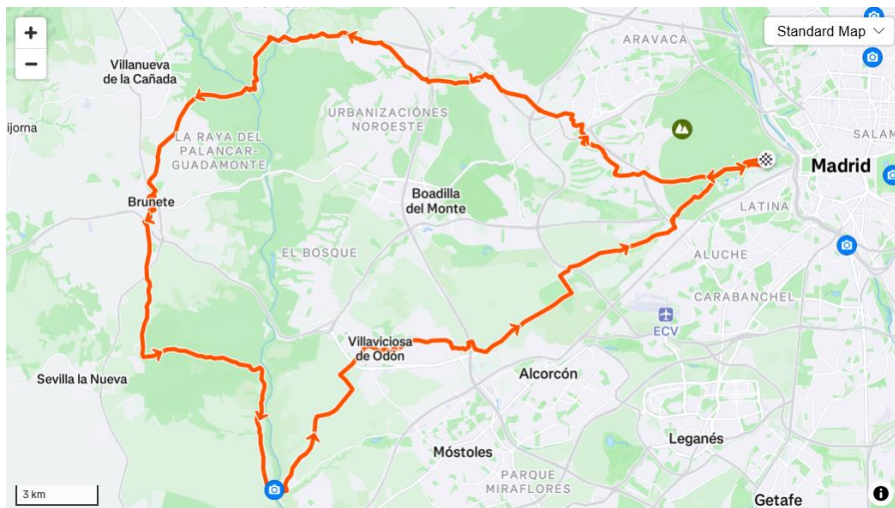 +
−
Standard Map
ARAVACA
Villanueva
de la Cañada
ijorna
URBANIZACIONES
NOROESTE
LA RAYA DEL
PALANCAR-
GUADAMONTE
SALAM
Madrid
Boadilla
del Monte
Brunete
LATINA
EL BOSQUE
ALUCHE
CARABANCHEL
ECV
Villaviciosa
de Odón
Sevilla la Nueva
Alcorcón
Leganés
Móstoles
PARQUE
MIRAFLORES
3 km
Getafe
i